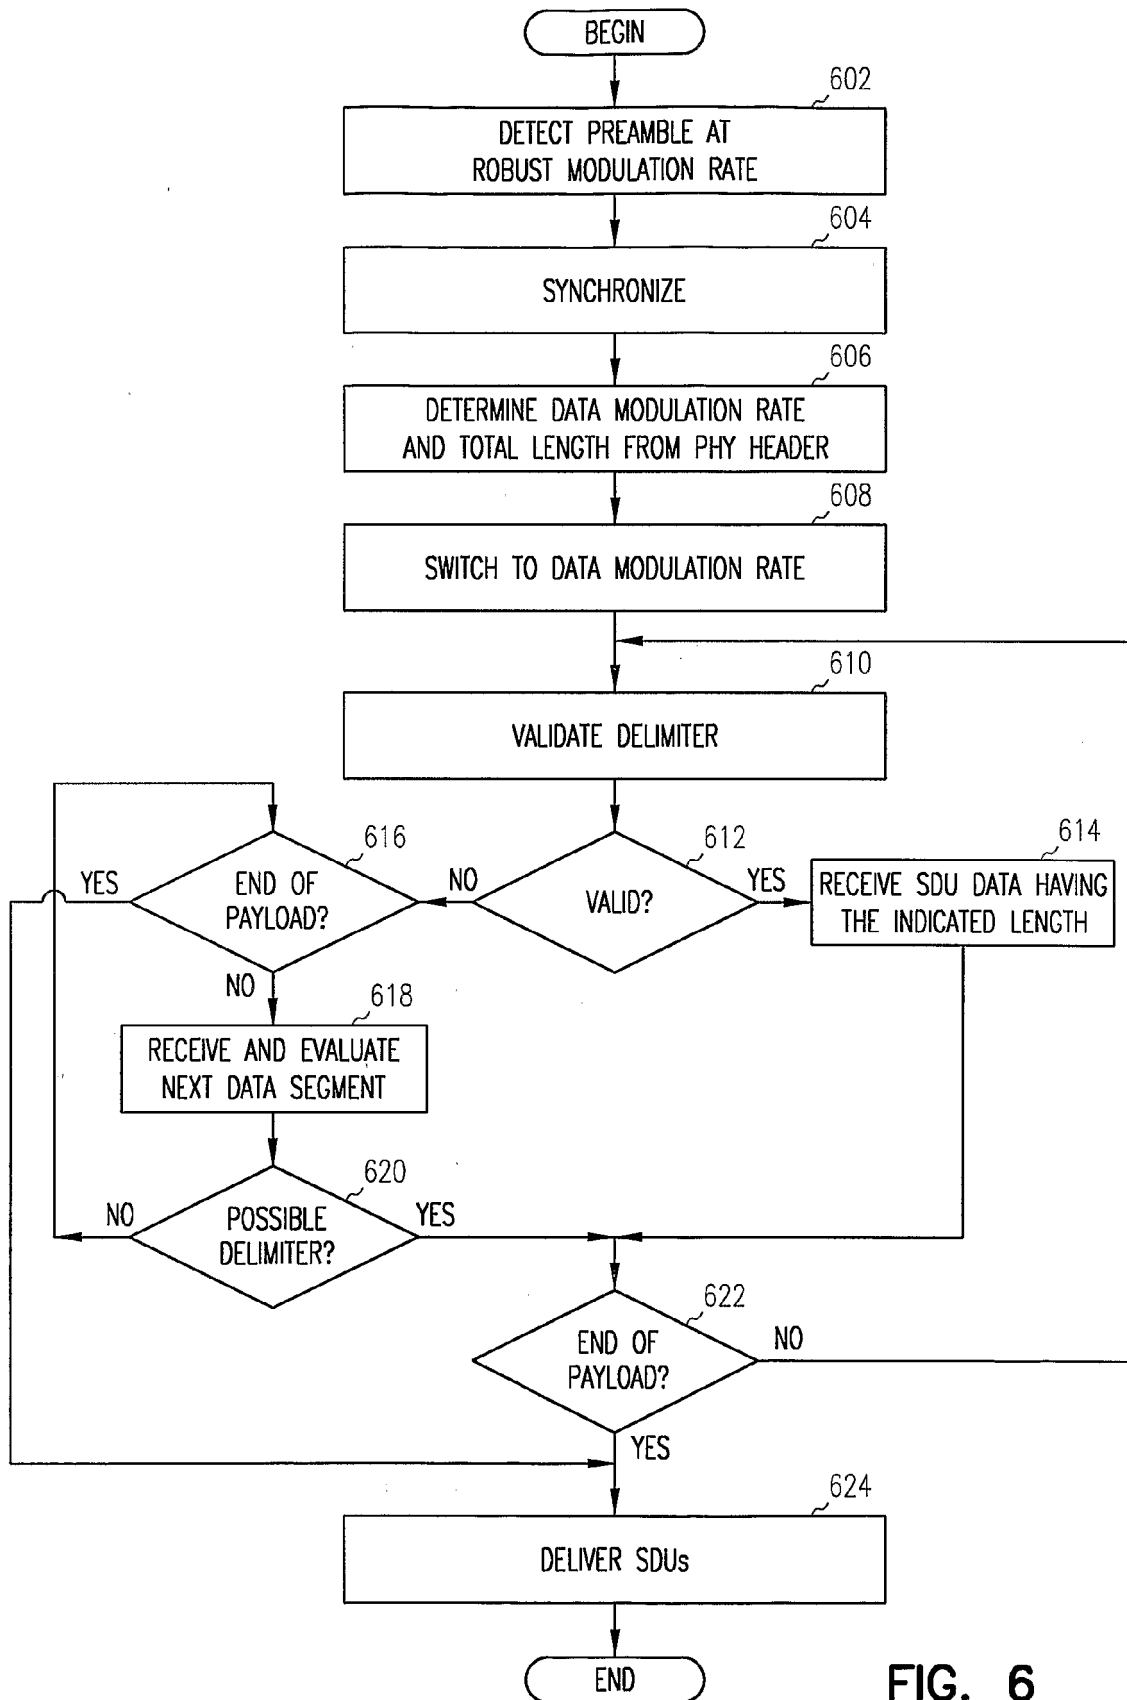 BEGIN
602
DETECT PREAMBLE AT
ROBUST MODULATION RATE
604
SYNCHRONIZE
606
DETERMINE DATA MODULATION RATE
AND TOTAL LENGTH FROM PHY HEADER
608
SWITCH TO DATA MODULATION RATE
610
VALIDATE DELIMITER
616
YES
END OF
PAYLOAD?
NO
612
NO
VALID?
YES
614
RECEIVE SDU DATA HAVING
THE INDICATED LENGTH
618
RECEIVE AND EVALUATE
NEXT DATA SEGMENT
620
NO
POSSIBLE
DELIMITER?
YES
622
END OF
PAYLOAD?
NO
YES
624
DELIVER SDUs
END
FIG. 6